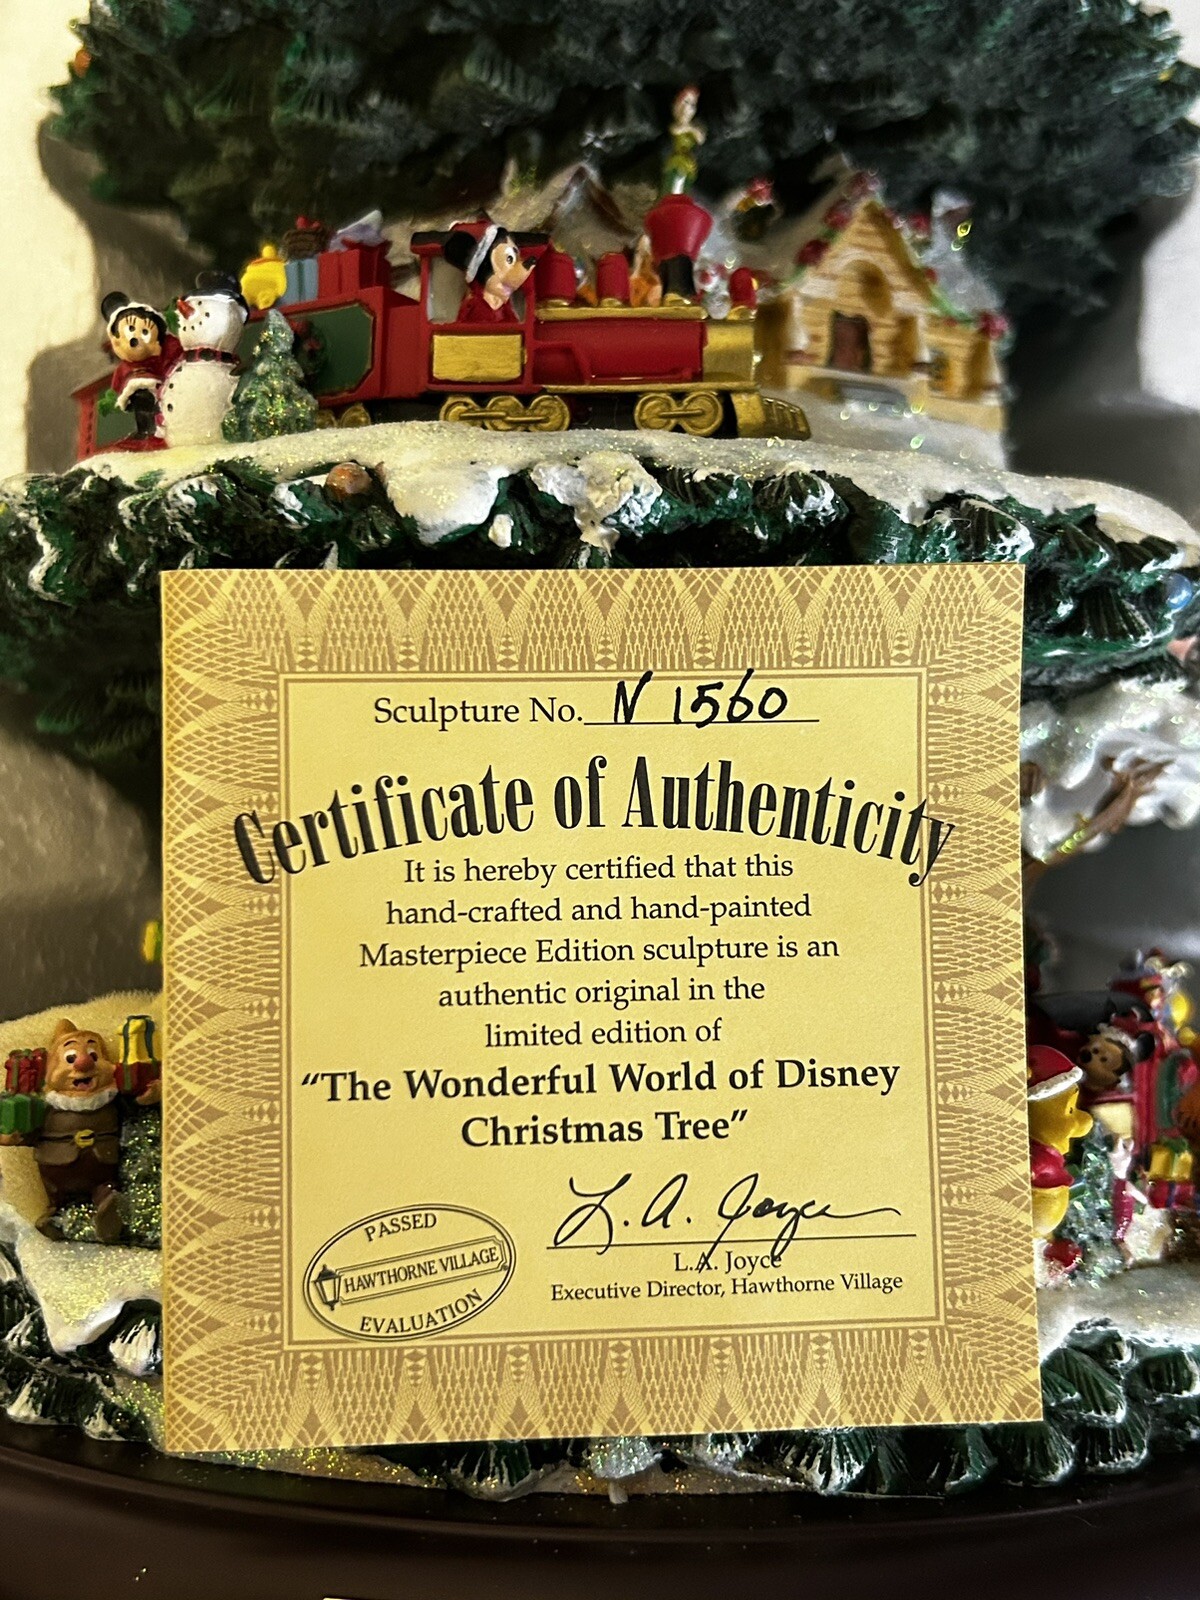 Sculpture No. N 1560
Certificate of Authenticity
It is hereby certified that this
hand-crafted and hand-painted
Masterpiece Edition sculpture is an
authentic original in the
limited edition of
“The Wonderful World of Disney
Christmas Tree”
L. A. Joyce
L.A. Joyce
Executive Director, Hawthorne Village
PASSED
HAWTHORNE VILLAGE
EVALUATION